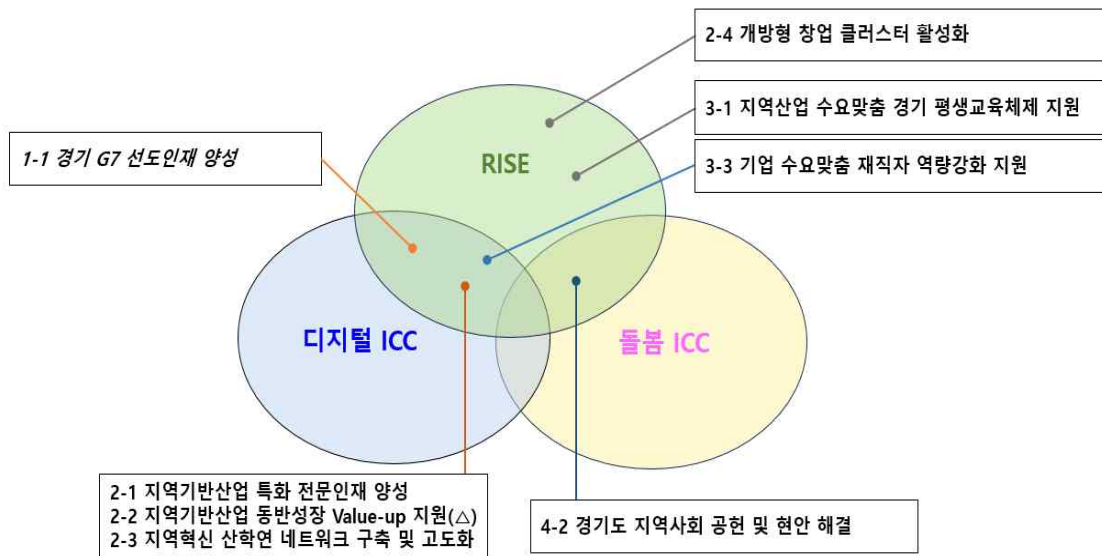 2-4 개방형 창업 클러스터 활성화
3-1 지역산업 수요맞춤 경기 평생교육체제 지원
1-1 경기 G7 선도인재 양성
RISE
3-3 기업 수요맞춤 재직자 역량강화 지원
디지털 ICC
돌봄 ICC
2-1 지역기반산업 특화 전문인재 양성
2-2 지역기반산업 동반성장 Value-up 지원(△)
2-3 지역혁신 산학연 네트워크 구축 및 고도화
4-2 경기도 지역사회 공헌 및 현안 해결